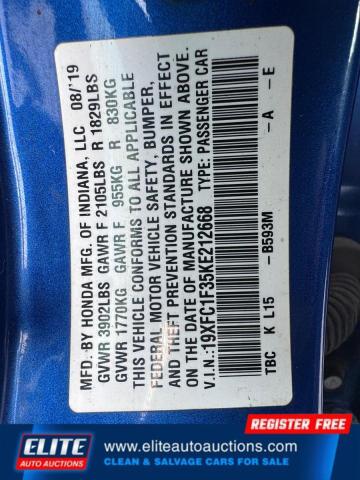 MFD. BY HONDA MFG. OF INDIANA, LLC 08/'19
GVWR 3902LBS GAWR F 2105LBS R 1829LBS
GVWR 1770KG GAWR F 955KG R 830KG
THIS VEHICLE CONFORMS TO ALL APPLICABLE
FEDERAL MOTOR VEHICLE SAFETY, BUMPER,
AND THEFT PREVENTION STANDARDS IN EFFECT
ON THE DATE OF MANUFACTURE SHOWN ABOVE.
V.I.N.:19XFC1F35KE212668 TYPE: PASSENGER CAR
TBC K L15 -B593M -A -E
ELITE
AUTO AUCTIONS
REGISTER FREE
www.eliteautoauctions.com
CLEAN & SALVAGE CARS FOR SALE